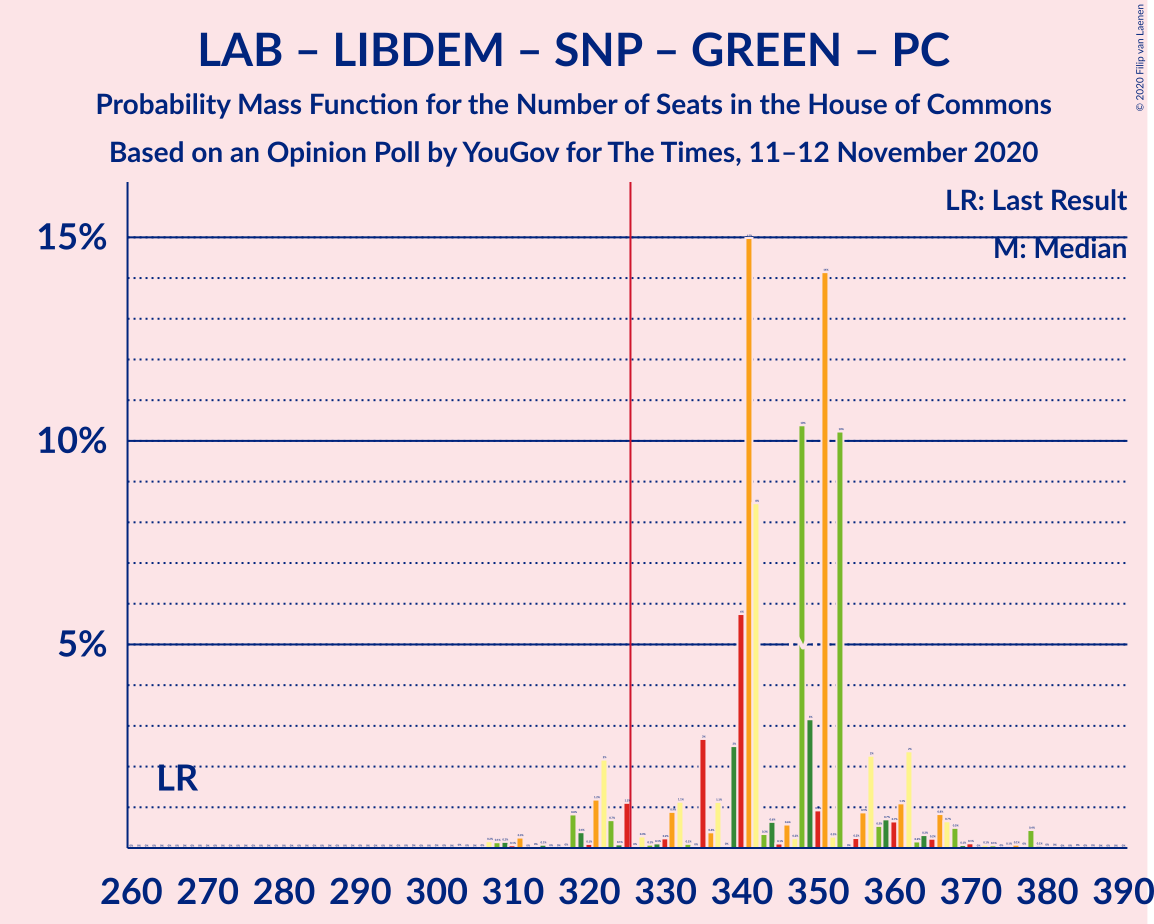 LAB – LIBDEM – SNP – GREEN – PC
Probability Mass Function for the Number of Seats in the House of Commons
Based on an Opinion Poll by YouGov for The Times, 11–12 November 2020
© 2020 Filip van Laenen
LR: Last Result
M: Median
15%
10%
5%
LR
260 270 280 290 300 310 320 330 340 350 360 370 380 390